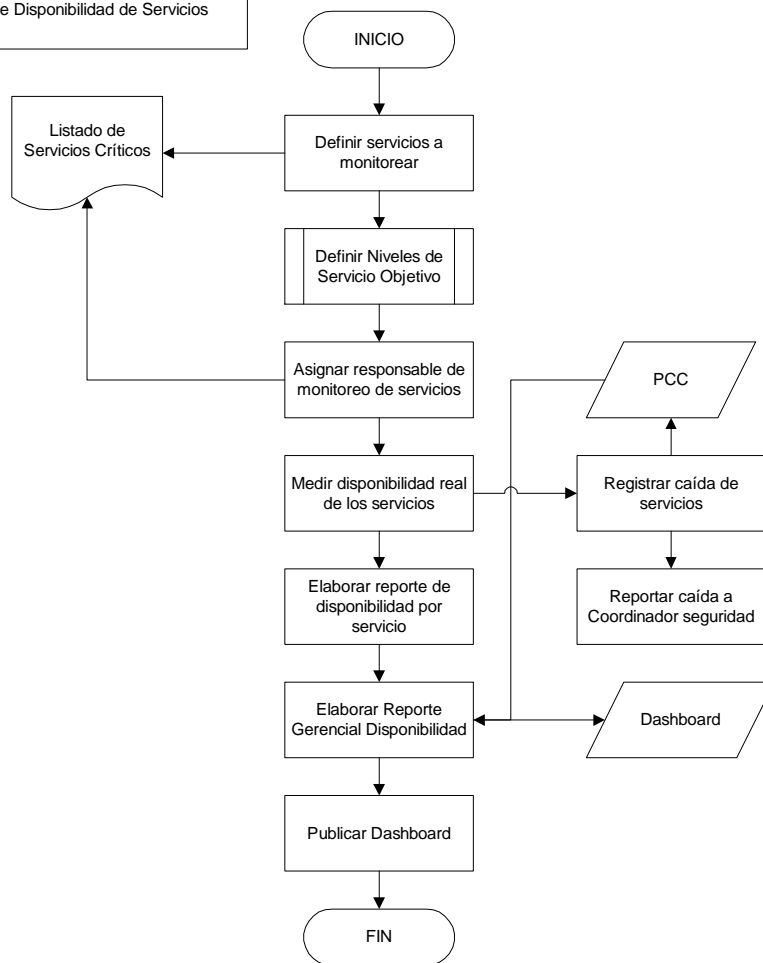 e Disponibilidad de Servicios
INICIO
Listado de
Servicios Críticos
Definir servicios a
monitorear
Definir Niveles de
Servicio Objetivo
Asignar responsable de
monitoreo de servicios
PCC
Medir disponibilidad real
de los servicios
Registrar caída de
servicios
Elaborar reporte de
disponibilidad por
servicio
Reportar caída a
Coordinador seguridad
Elaborar Reporte
Gerencial Disponibilidad
Dashboard
Publicar Dashboard
FIN